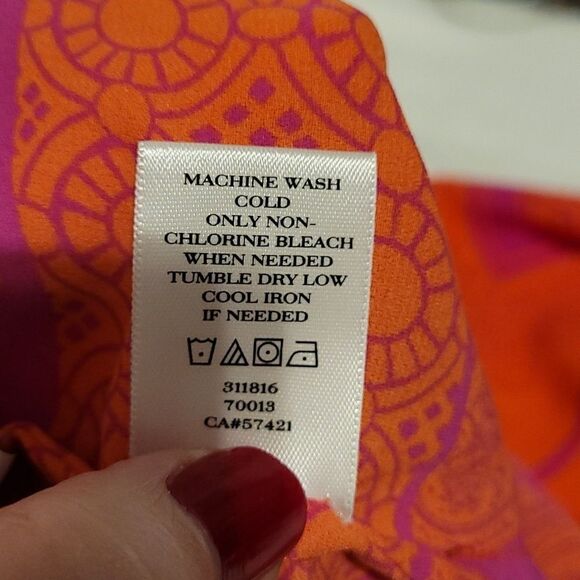 MACHINE WASH
COLD
ONLY NON-
CHLORINE BLEACH
WHEN NEEDED
TUMBLE DRY LOW
COOL IRON
IF NEEDED
311816
70013
CA#57421